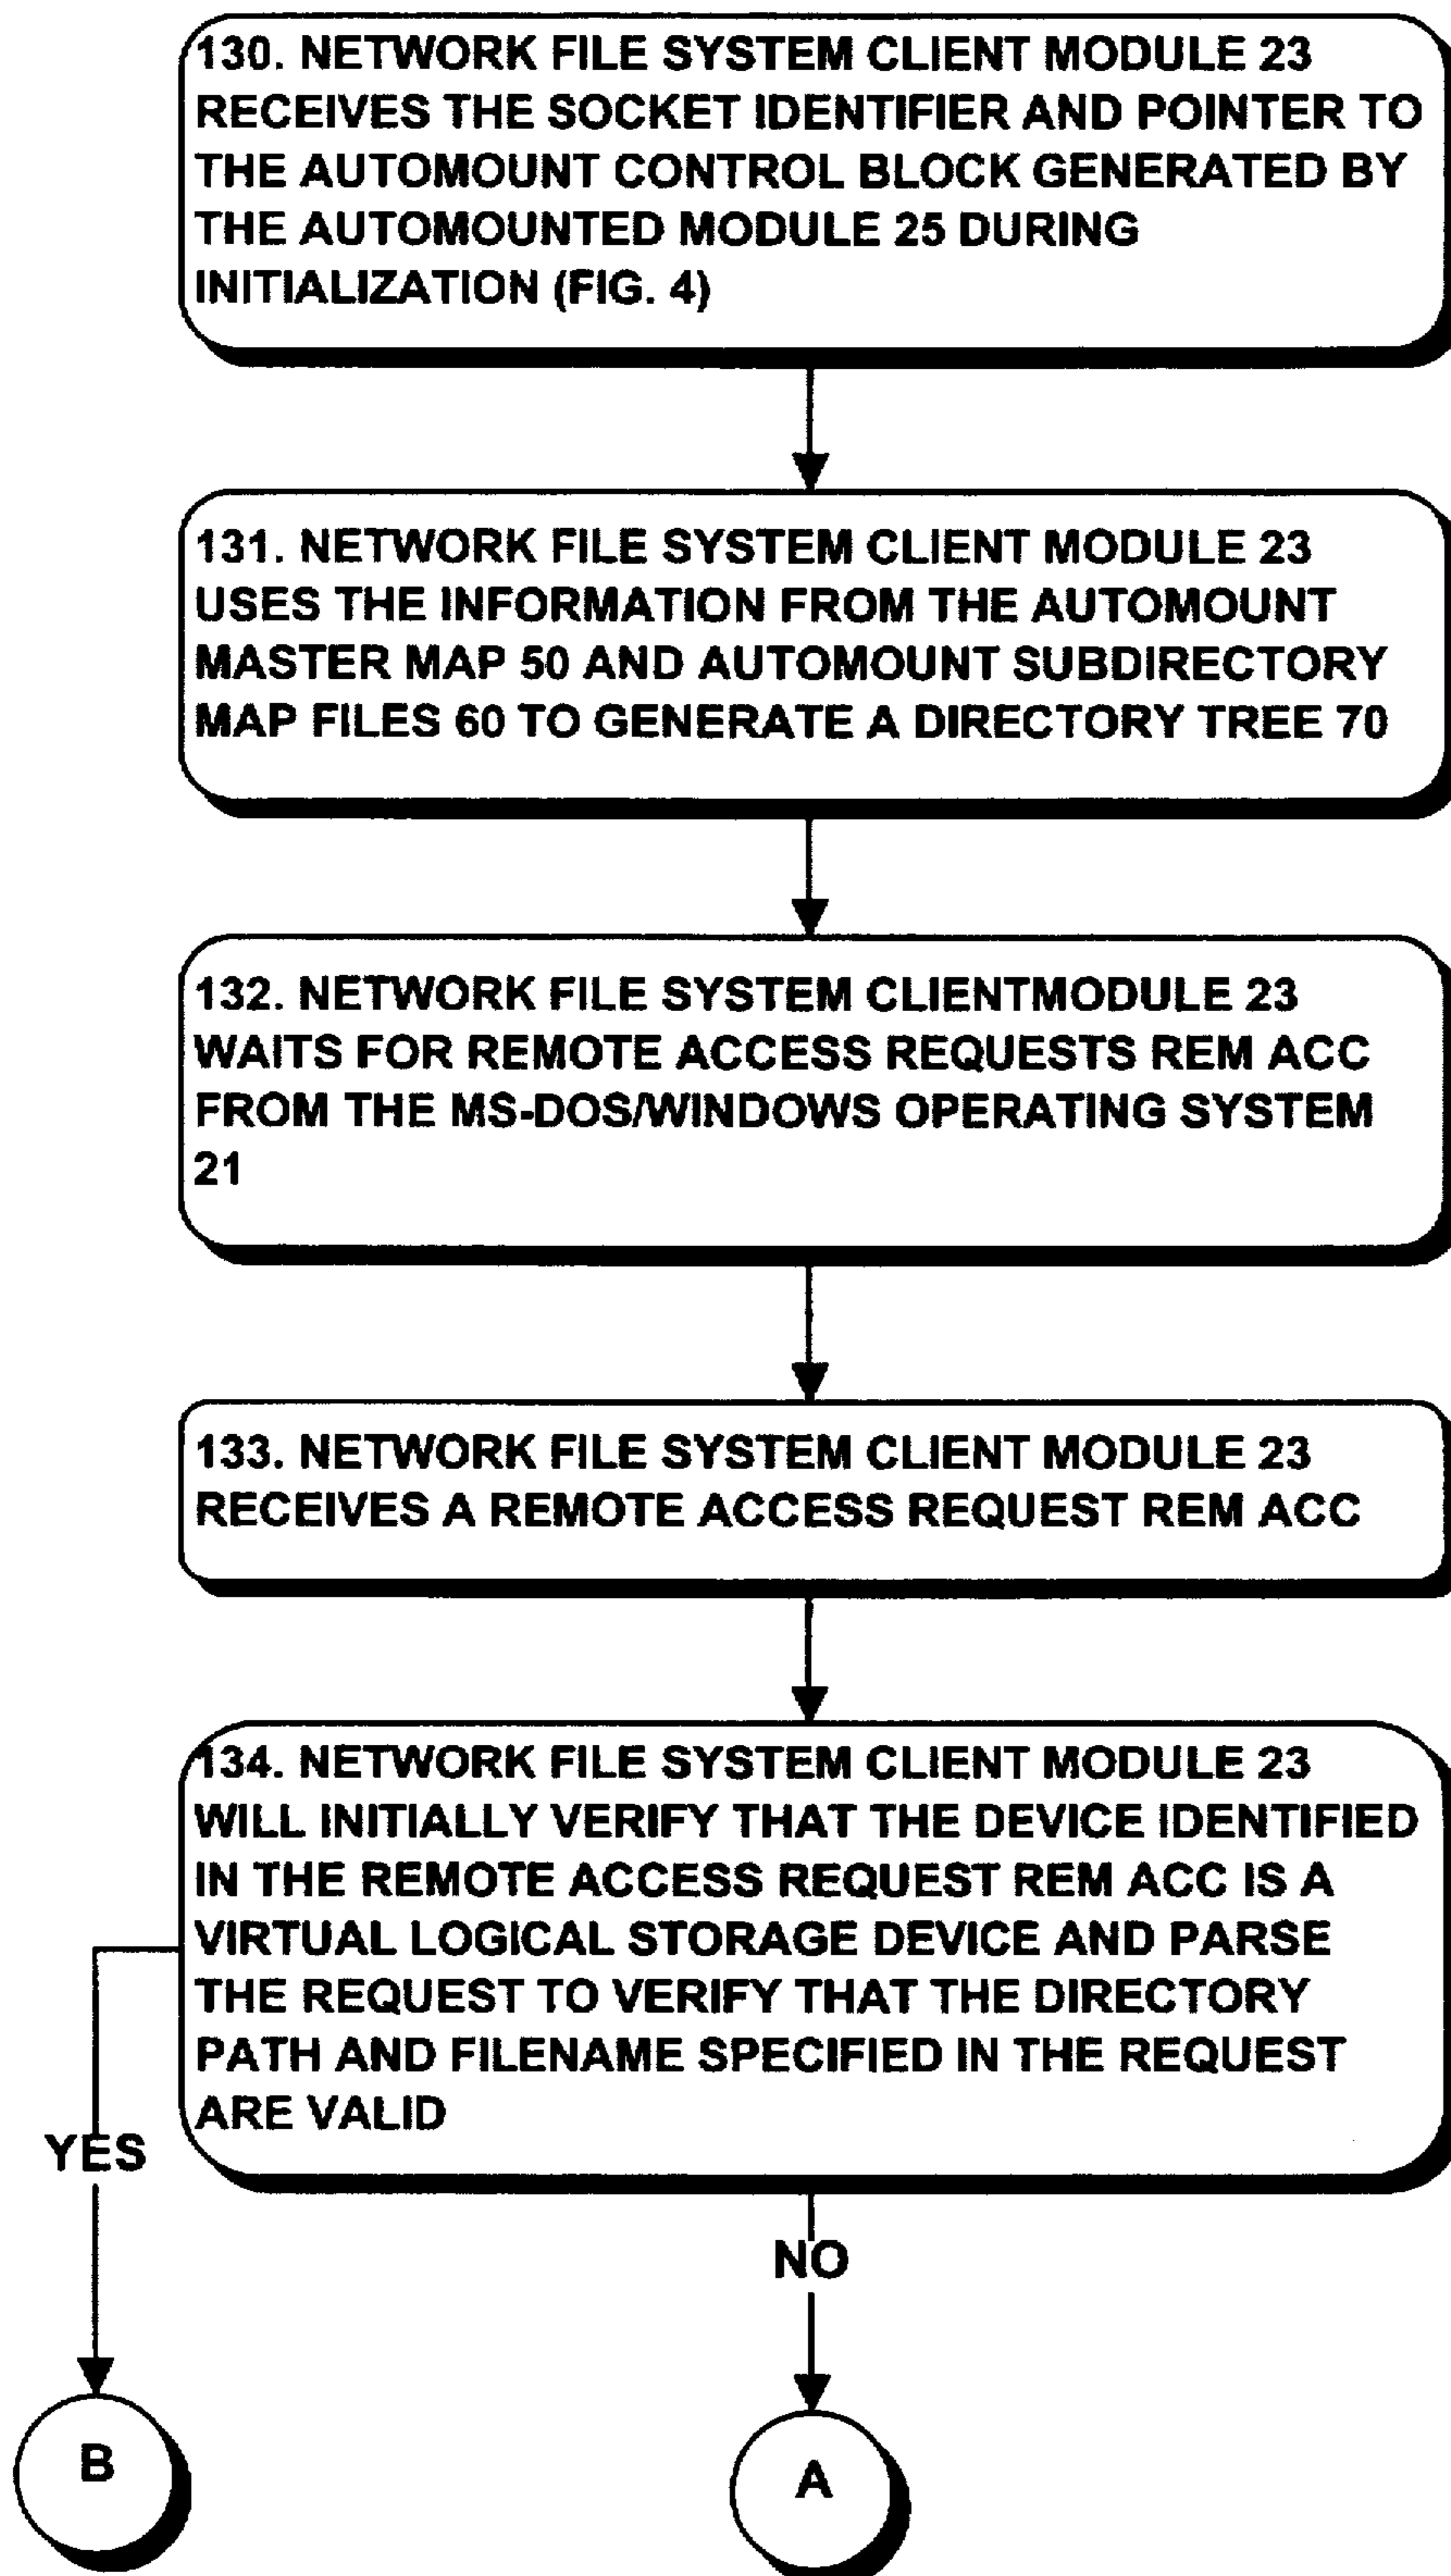 130. NETWORK FILE SYSTEM CLIENT MODULE 23
RECEIVES THE SOCKET IDENTIFIER AND POINTER TO
THE AUTOMOUNT CONTROL BLOCK GENERATED BY
THE AUTOMOUNTED MODULE 25 DURING
INITIALIZATION (FIG. 4)
131. NETWORK FILE SYSTEM CLIENT MODULE 23
USES THE INFORMATION FROM THE AUTOMOUNT
MASTER MAP 50 AND AUTOMOUNT SUBDIRECTORY
MAP FILES 60 TO GENERATE A DIRECTORY TREE 70
132. NETWORK FILE SYSTEM CLIENTMODULE 23
WAITS FOR REMOTE ACCESS REQUESTS REM ACC
FROM THE MS-DOS/WINDOWS OPERATING SYSTEM
21
133. NETWORK FILE SYSTEM CLIENT MODULE 23
RECEIVES A REMOTE ACCESS REQUEST REM ACC
134. NETWORK FILE SYSTEM CLIENT MODULE 23
WILL INITIALLY VERIFY THAT THE DEVICE IDENTIFIED
IN THE REMOTE ACCESS REQUEST REM ACC IS A
VIRTUAL LOGICAL STORAGE DEVICE AND PARSE
THE REQUEST TO VERIFY THAT THE DIRECTORY
PATH AND FILENAME SPECIFIED IN THE REQUEST
ARE VALID
YES
NO
B
A